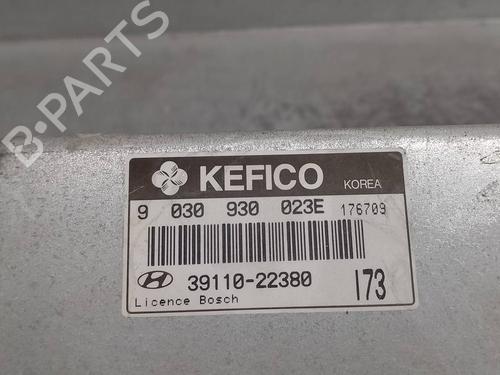 B-PARTS
KEFICO KOREA
9 030 930 023E 176709
39110-22380 173
Licence Bosch